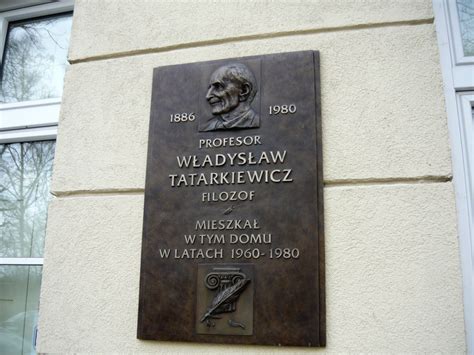 1886 1980
PROFESOR
WŁADYSŁAW
TATARKIEWICZ
FILOZOF
MIESZKAŁ
W TYM DOMU
W LATACH 1960-1980